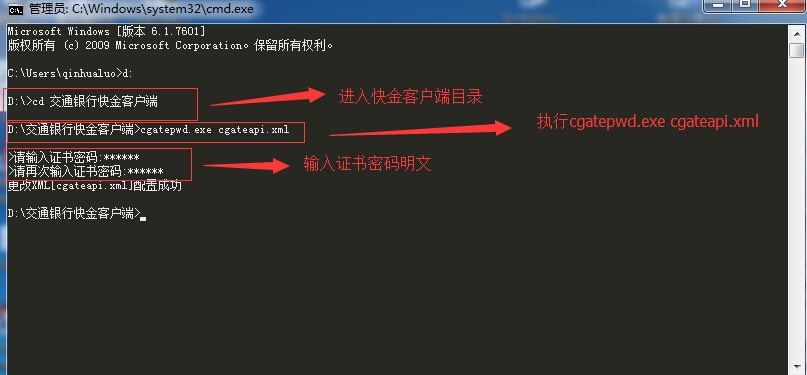 管理员: C:\Windows\system32\cmd.exe
Microsoft Windows [版本 6.1.7601]
版权所有 (c) 2009 Microsoft Corporation。保留所有权利。
C:\Users\qinhualuo>d:
D:\>cd 交通银行快金客户端
进入快金客户端目录
D:\交通银行快金客户端>cgatepwd.exe cgateapi.xml
执行cgatepwd.exe cgateapi.xml
>请输入证书密码:******
>请再次输入证书密码:******
输入证书密码明文
更改XML[cgateapi.xml]配置成功
D:\交通银行快金客户端>